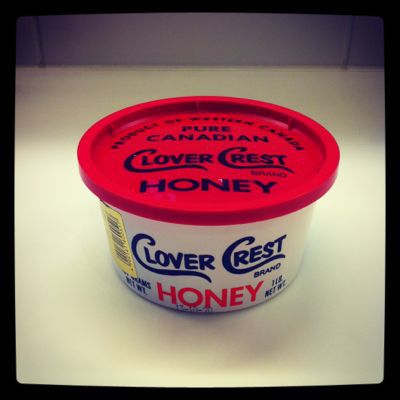 PRODUCT OF WESTERN CANADA
PURE
CANADIAN
CLOVER CREST
BRAND
HONEY
CLOVER CREST
BRAND
HONEY
NET WT.
1 LB
NET WT.